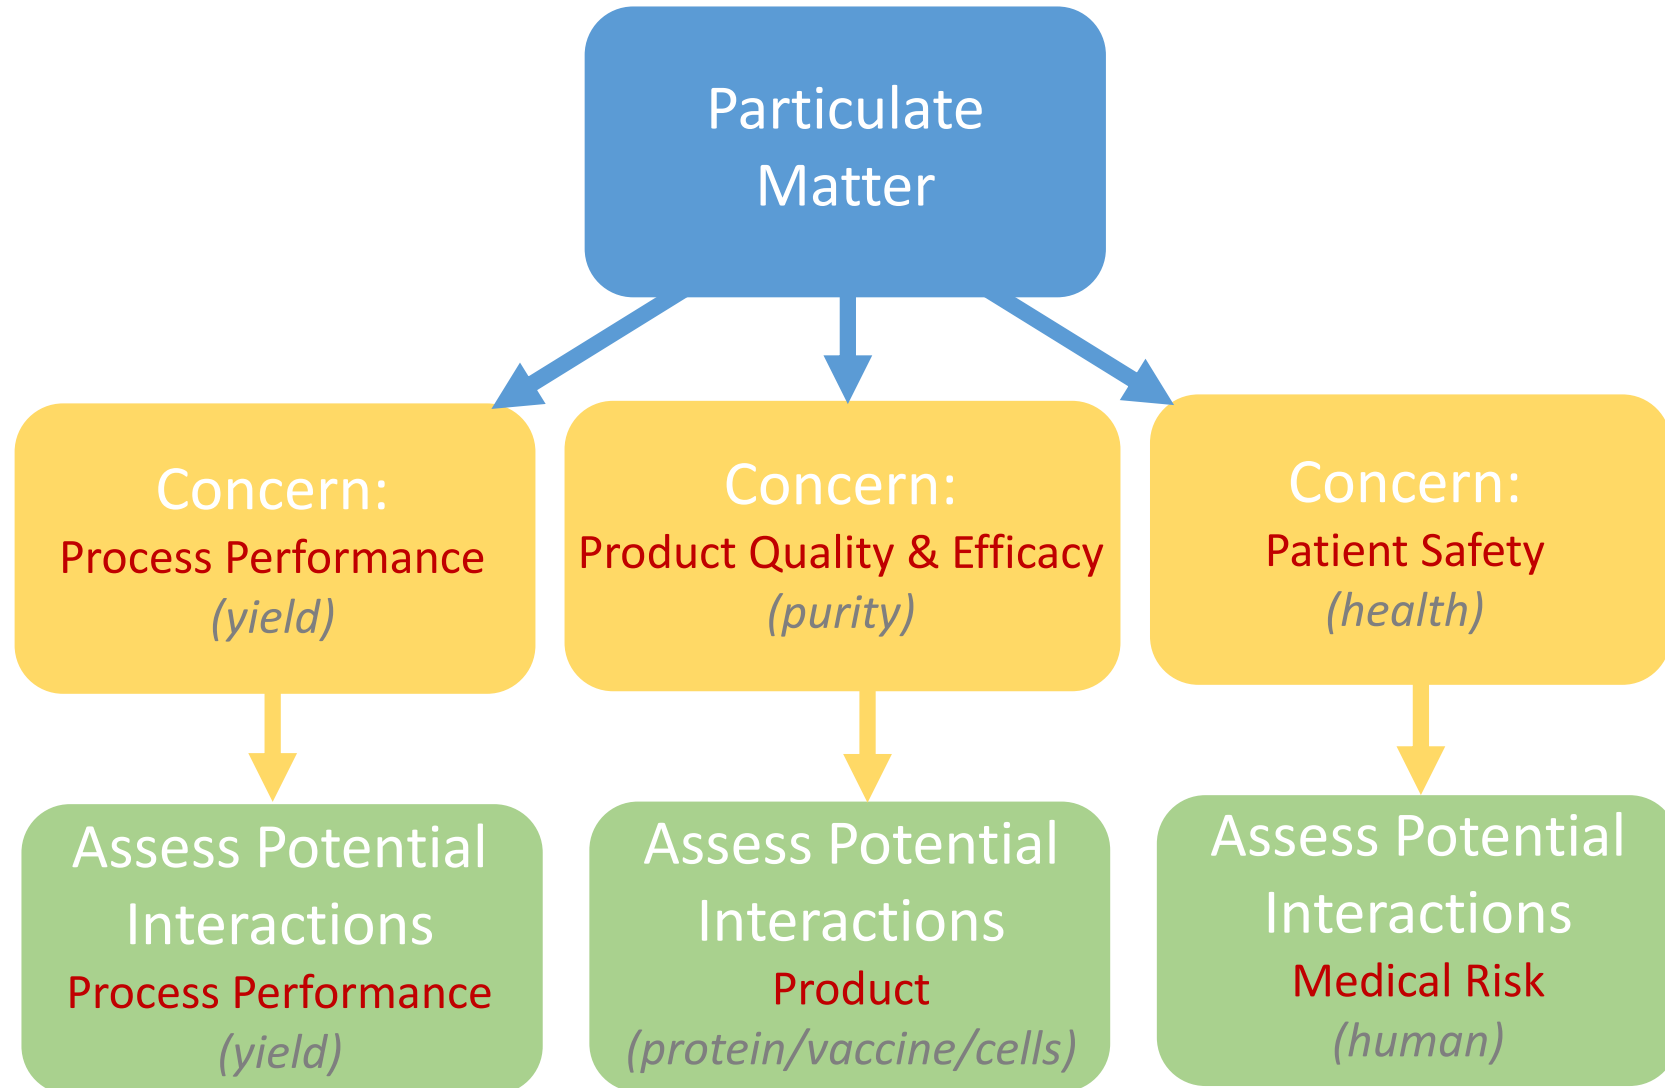 Particulate
Matter
Concern:
Process Performance
(yield)
Concern:
Product Quality & Efficacy
(purity)
Concern:
Patient Safety
(health)
Assess Potential
Interactions
Process Performance
(yield)
Assess Potential
Interactions
Product
(protein/vaccine/cells)
Assess Potential
Interactions
Medical Risk
(human)